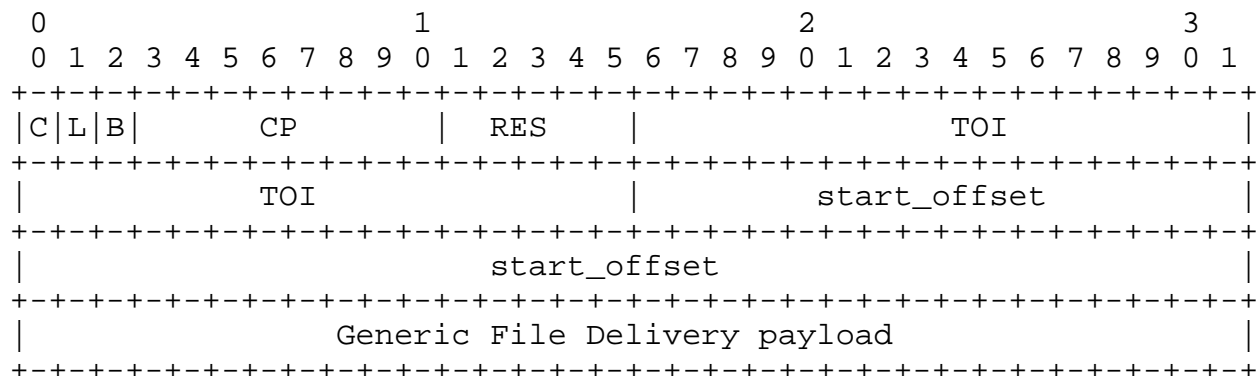 0                   1                   2                   3
 0 1 2 3 4 5 6 7 8 9 0 1 2 3 4 5 6 7 8 9 0 1 2 3 4 5 6 7 8 9 0 1
+-+-+-+-+-+-+-+-+-+-+-+-+-+-+-+-+-+-+-+-+-+-+-+-+-+-+-+-+-+-+-+-+
|C|L|B|      CP       |  RES    |                TOI            |
+-+-+-+-+-+-+-+-+-+-+-+-+-+-+-+-+-+-+-+-+-+-+-+-+-+-+-+-+-+-+-+-+
|            TOI                |         start_offset          |
+-+-+-+-+-+-+-+-+-+-+-+-+-+-+-+-+-+-+-+-+-+-+-+-+-+-+-+-+-+-+-+-+
|                        start_offset                           |
+-+-+-+-+-+-+-+-+-+-+-+-+-+-+-+-+-+-+-+-+-+-+-+-+-+-+-+-+-+-+-+-+
|                Generic File Delivery payload                  |
+-+-+-+-+-+-+-+-+-+-+-+-+-+-+-+-+-+-+-+-+-+-+-+-+-+-+-+-+-+-+-+-+